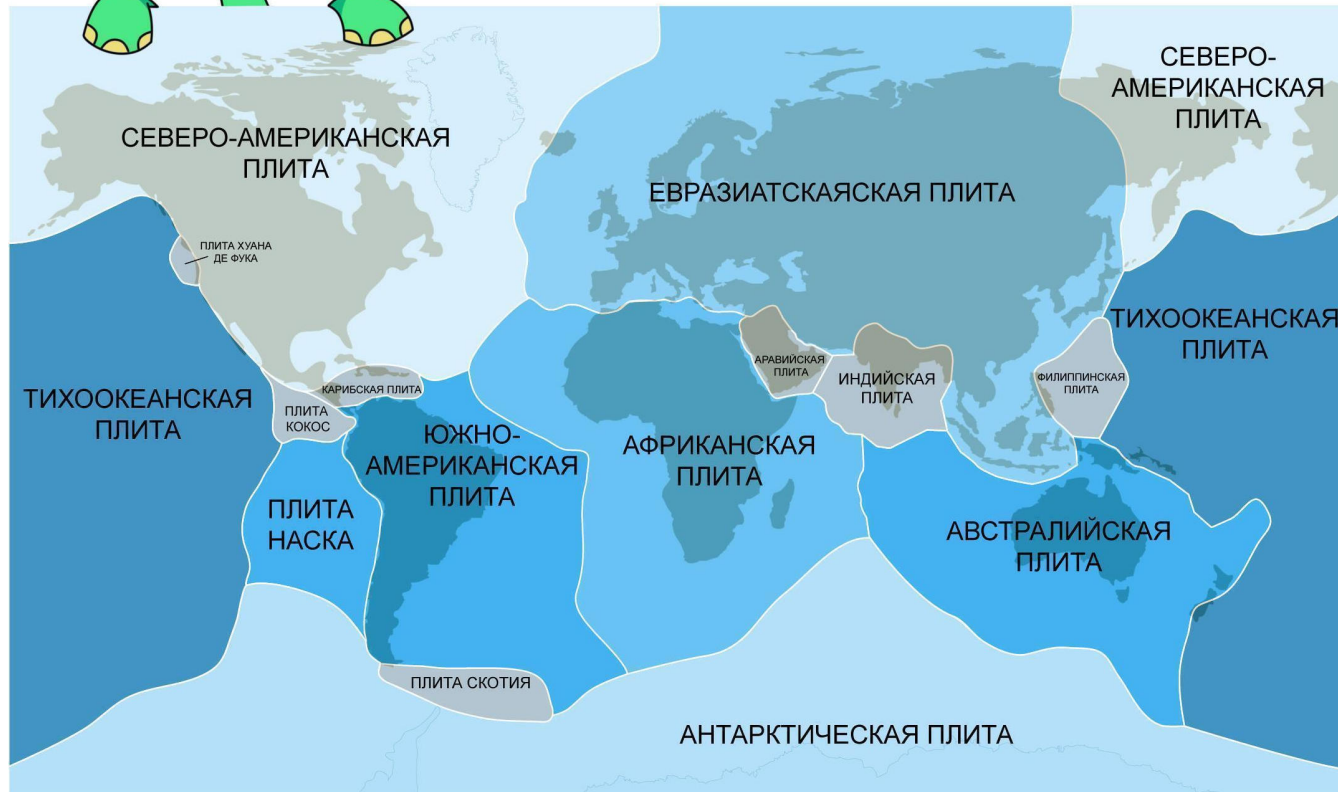 СЕВЕРО-
АМЕРИКАНСКАЯ
ПЛИТА
СЕВЕРО-АМЕРИКАНСКАЯ
ПЛИТА
ЕВРАЗИАТСКАЯСКАЯ ПЛИТА
ПЛИТА ХУАНА
ДЕ ФУКА
ТИХООКЕАНСКАЯ
ПЛИТА
АРАВИЙСКАЯ
ПЛИТА
ИНДИЙСКАЯ
ПЛИТА
ФИЛИППИНСКАЯ
ПЛИТА
КАРИБСКАЯ ПЛИТА
ТИХООКЕАНСКАЯ
ПЛИТА
ПЛИТА
КОКОС
ЮЖНО-
АМЕРИКАНСКАЯ
ПЛИТА
АФРИКАНСКАЯ
ПЛИТА
ПЛИТА
НАСКА
АВСТРАЛИЙСКАЯ
ПЛИТА
ПЛИТА СКОТИЯ
АНТАРКТИЧЕСКАЯ ПЛИТА